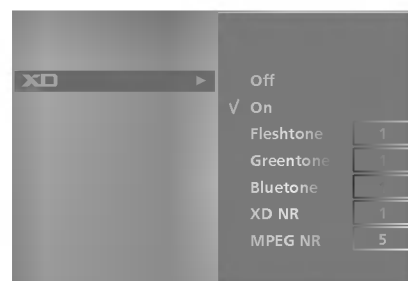 XD ►
Off
√ On
Fleshtone 1
Greentone 1
Bluetone
XD NR 1
MPEG NR 5